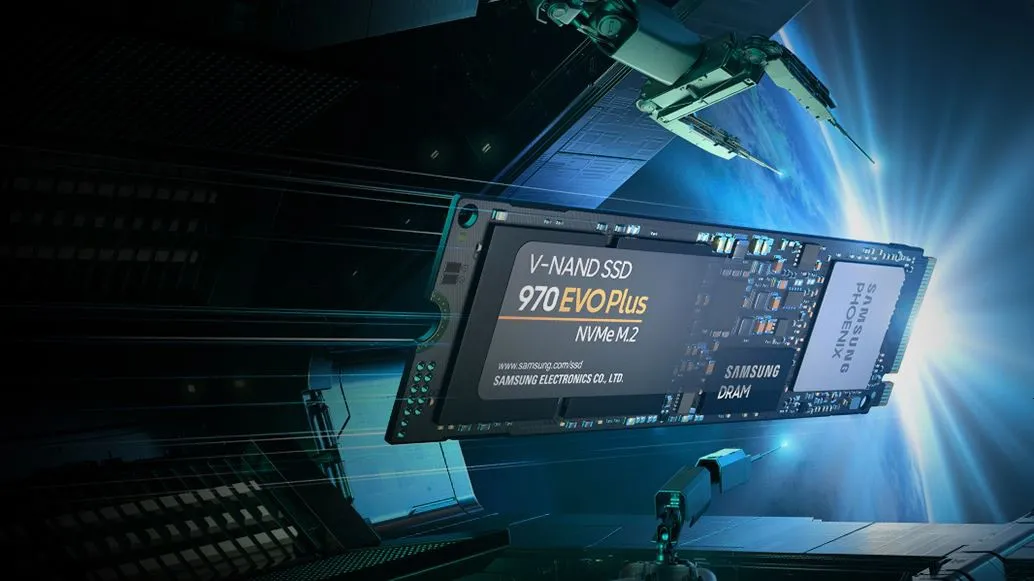 V-NAND SSD
970 EVO Plus
NVMe M.2
www.samsung.com/ssd
SAMSUNG ELECTRONICS CO., LTD.
SAMSUNG
DRAM
SAMSUNG
PHOENIX